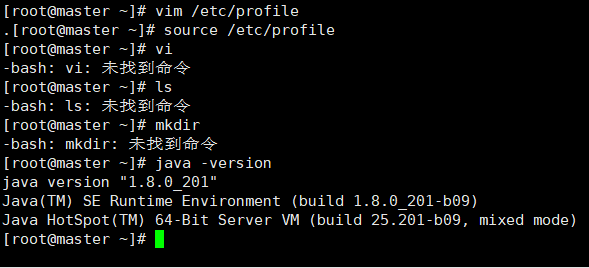 [root@master ~]# vim /etc/profile
.[root@master ~]# source /etc/profile
[root@master ~]# vi
-bash: vi: 未找到命令
[root@master ~]# ls
-bash: ls: 未找到命令
[root@master ~]# mkdir
-bash: mkdir: 未找到命令
[root@master ~]# java -version
java version "1.8.0_201"
Java(TM) SE Runtime Environment (build 1.8.0_201-b09)
Java HotSpot(TM) 64-Bit Server VM (build 25.201-b09, mixed mode)
[root@master ~]#